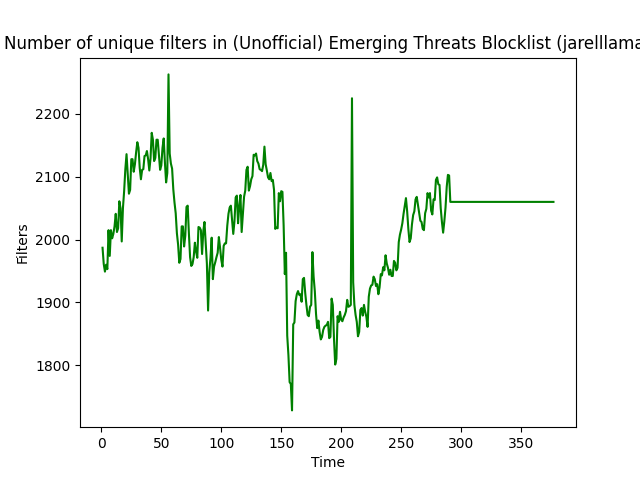 Number of unique filters in (Unofficial) Emerging Threats Blocklist (jarelllama
2200
2100
2000
1900
1800
Filters
0 50 100 150 200 250 300 350
Time